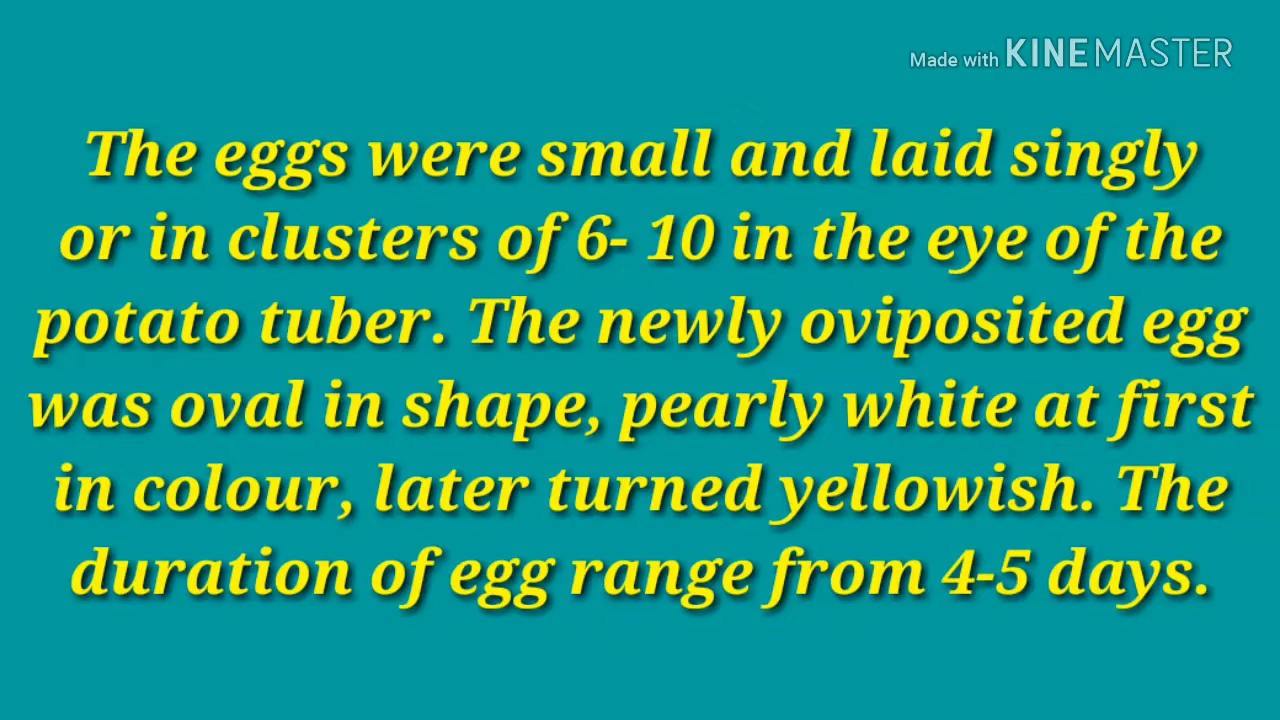 Made with KINEMASTER
The eggs were small and laid singly
or in clusters of 6- 10 in the eye of the
potato tuber. The newly oviposited egg
was oval in shape, pearly white at first
in colour, later turned yellowish. The
duration of egg range from 4-5 days.